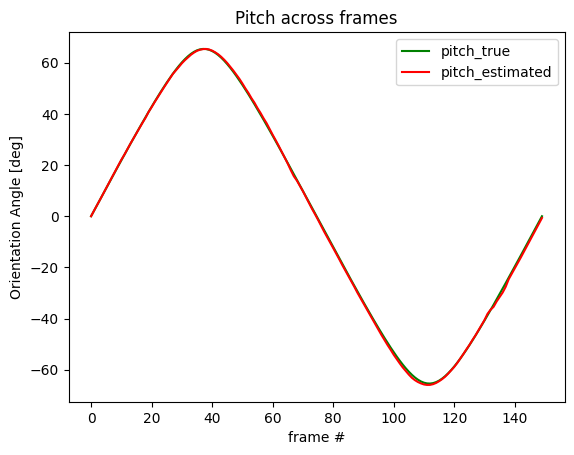 Pitch across frames
pitch_true
pitch_estimated
Orientation Angle [deg]
60
40
20
0
−20
−40
−60
0 20 40 60 80 100 120 140
frame #